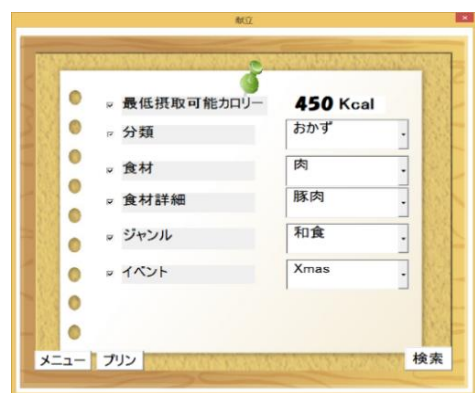 献立
最低摂取可能カロリー 450 Kcal
分類 おかず
食材 肉
食材詳細 豚肉
ジャンル 和食
イベント Xmas
メニュー プリン 検索